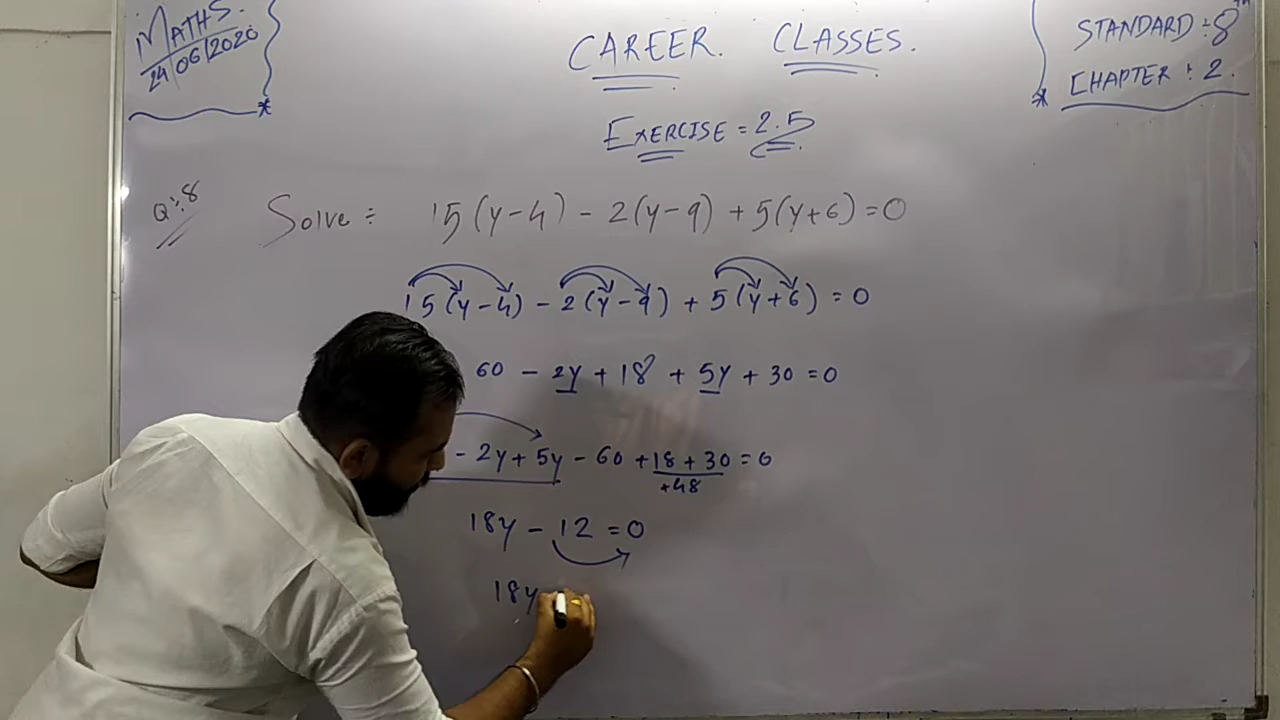 MATHS.
24/06/2020
CAREER. CLASSES.
STANDARD ÷ 8th
CHAPTER : 2.
EXERCISE = 2.5
Q÷8
Solve ÷ 15(y-4) - 2(y-9) + 5(y+6) = 0
15(y-4) - 2(y-9) + 5(y+6) = 0
60 - 2y + 18 + 5y + 30 = 0
- 2y + 5y - 60 + 18 + 30 = 0
+48
18y - 12 = 0
18y